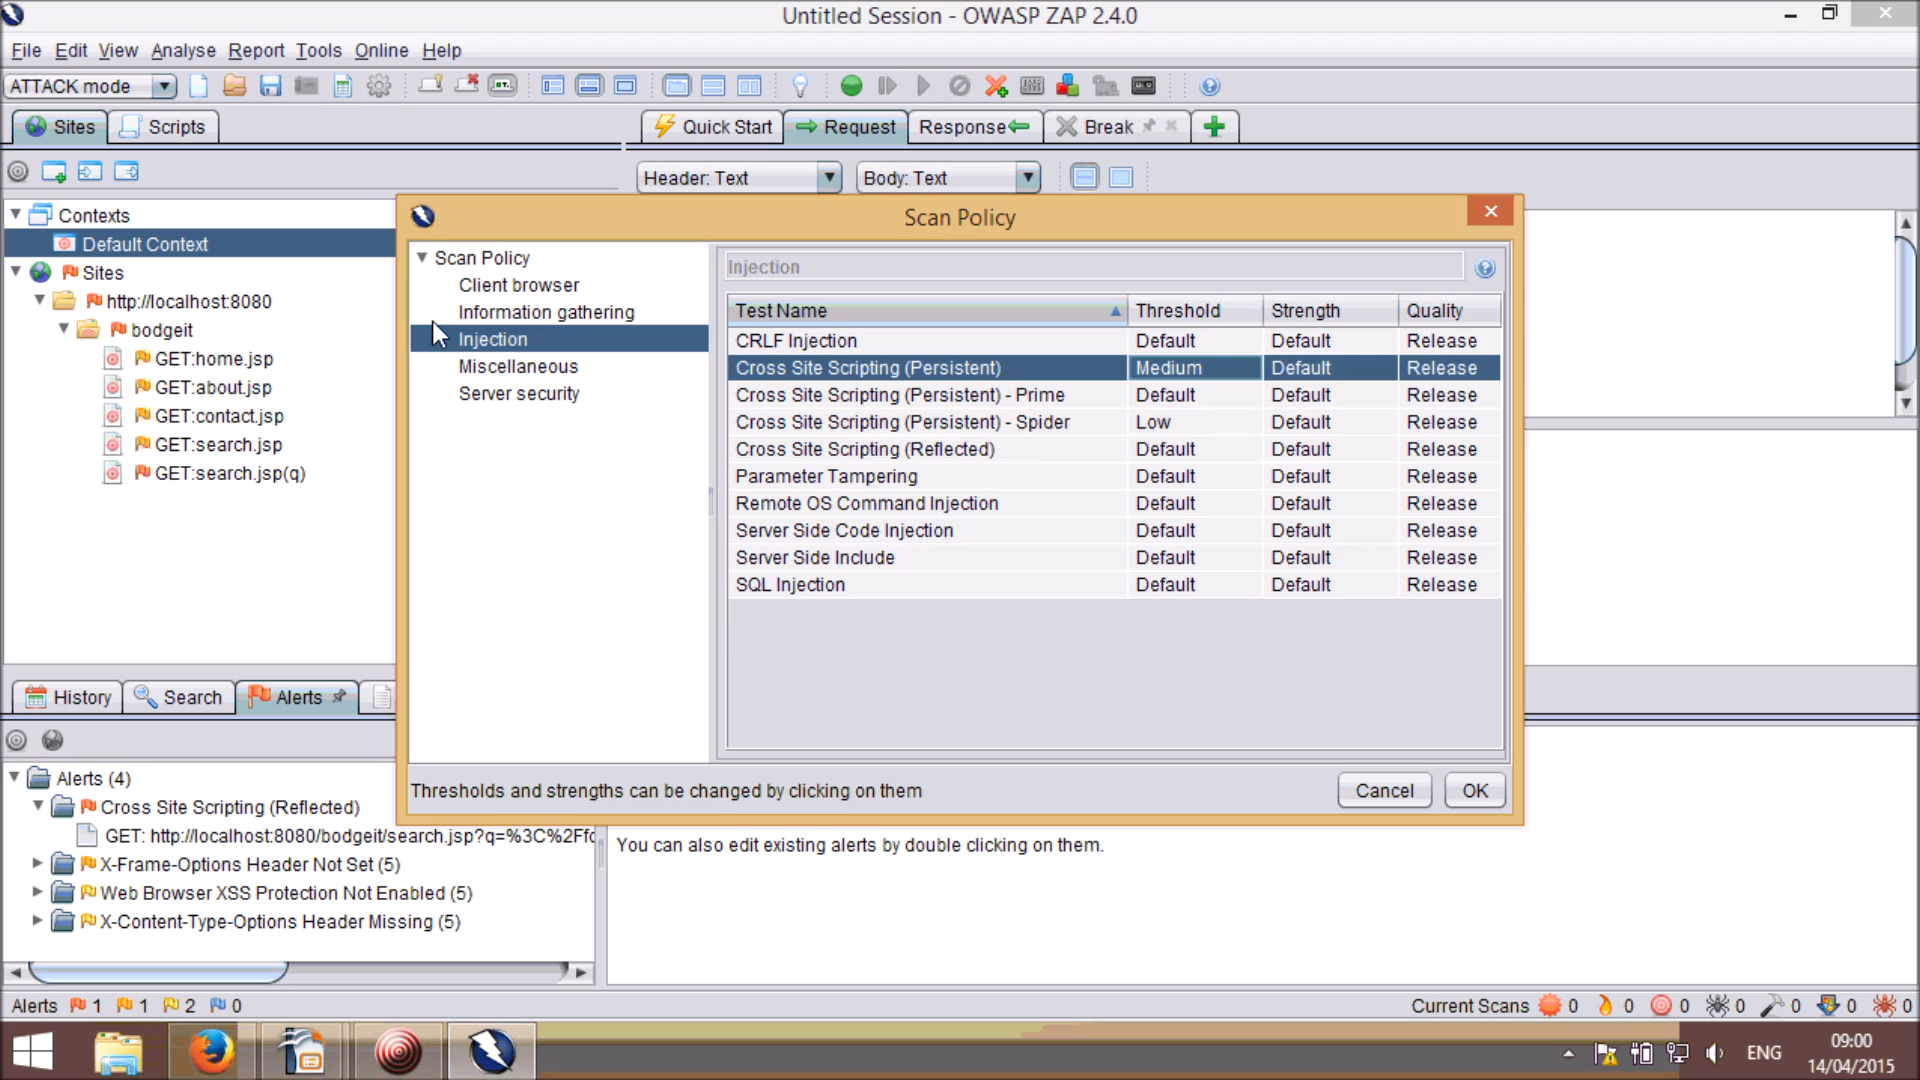 Untitled Session - OWASP ZAP 2.4.0
File Edit View Analyse Report Tools Online Help
ATTACK mode
Sites Scripts
Quick Start Request Response Break
Header: Text Body: Text
Contexts
Default Context
Sites
http://localhost:8080
bodgeit
GET:home.jsp
GET:about.jsp
GET:contact.jsp
GET:search.jsp
GET:search.jsp(q)
Scan Policy
Scan Policy
Client browser
Information gathering
Injection
Miscellaneous
Server security
Injection
Test Name Threshold Strength Quality
CRLF Injection Default Default Release
Cross Site Scripting (Persistent) Medium Default Release
Cross Site Scripting (Persistent) - Prime Default Default Release
Cross Site Scripting (Persistent) - Spider Low Default Release
Cross Site Scripting (Reflected) Default Default Release
Parameter Tampering Default Default Release
Remote OS Command Injection Default Default Release
Server Side Code Injection Default Default Release
Server Side Include Default Default Release
SQL Injection Default Default Release
Thresholds and strengths can be changed by clicking on them
Cancel OK
History Search Alerts
Alerts (4)
Cross Site Scripting (Reflected)
GET: http://localhost:8080/bodgeit/search.jsp?q=%3C%2Ffo
X-Frame-Options Header Not Set (5)
Web Browser XSS Protection Not Enabled (5)
X-Content-Type-Options Header Missing (5)
You can also edit existing alerts by double clicking on them.
Alerts 1 1 2 0
Current Scans 0 0 0 0 0 0 0
ENG
09:00
14/04/2015